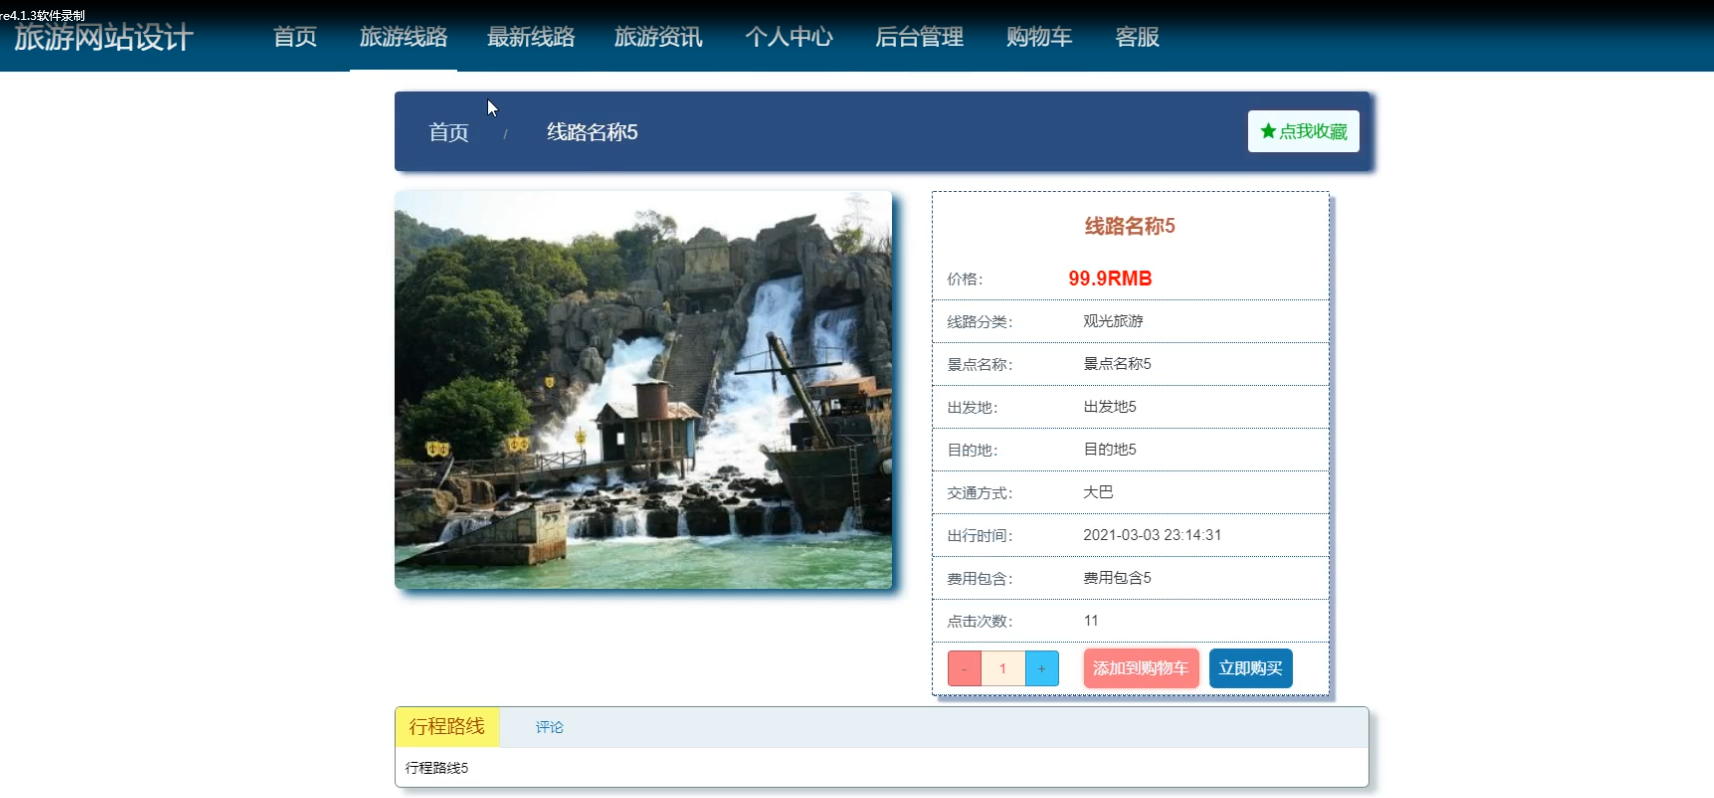 re4.1.3软件录制
旅游网站设计 首页 旅游线路 最新线路 旅游资讯 个人中心 后台管理 购物车 客服
首页 / 线路名称5 ★点我收藏
线路名称5
价格: 99.9RMB
线路分类: 观光旅游
景点名称: 景点名称5
出发地: 出发地5
目的地: 目的地5
交通方式: 大巴
出行时间: 2021-03-03 23:14:31
费用包含: 费用包含5
点击次数: 11
- 1 + 添加到购物车 立即购买
行程路线 评论
行程路线5